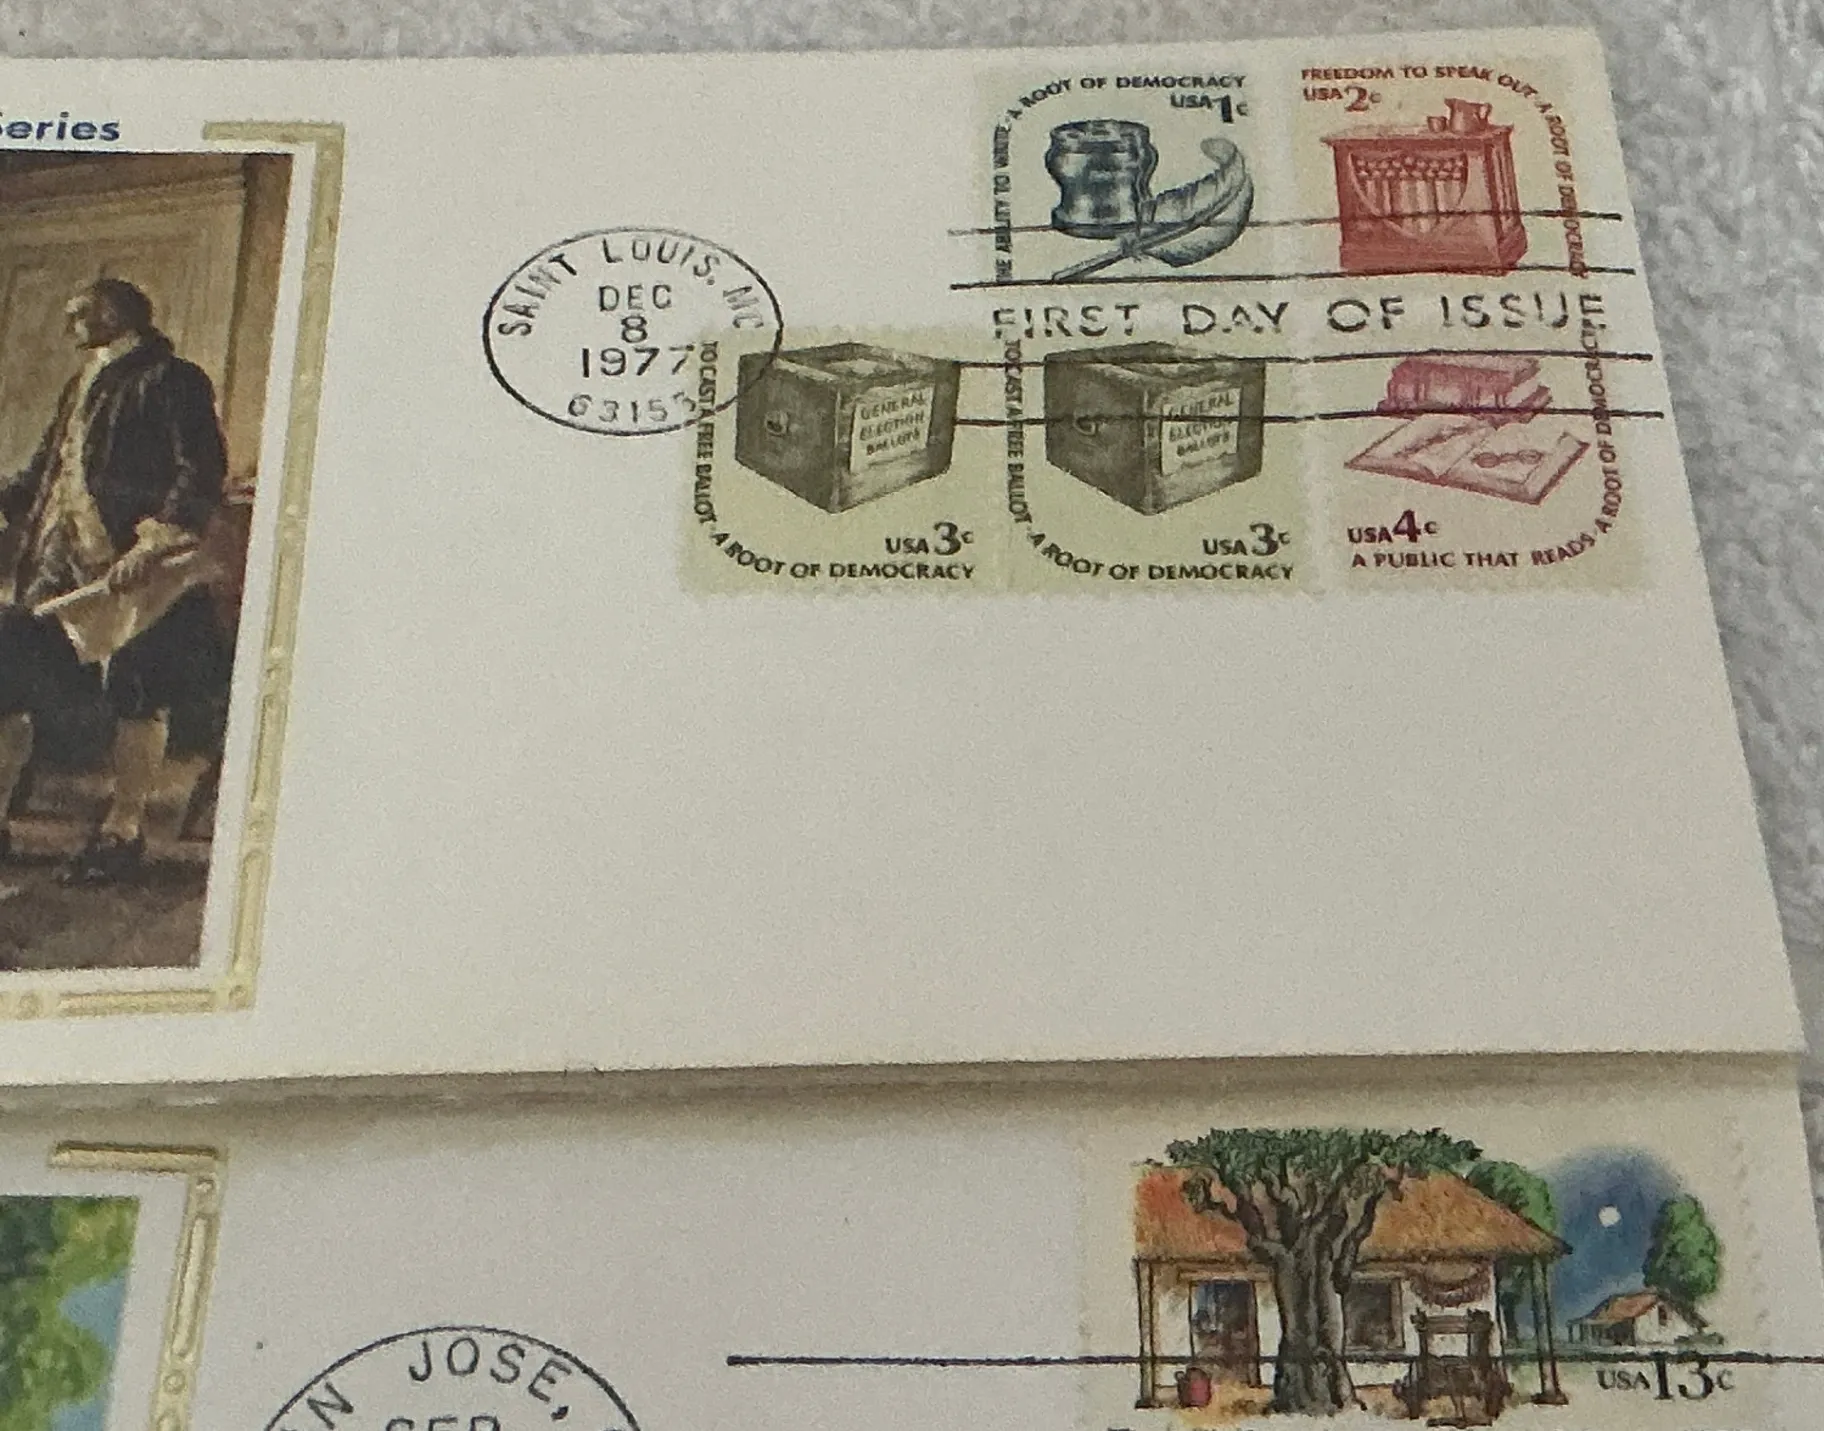 Series
THE ABILITY TO WRITE · A ROOT OF DEMOCRACY
USA 1c
FREEDOM TO SPEAK OUT · A ROOT OF DEMOCRACY
USA 2c
SAINT LOUIS,
DEC
8
1977
FIRST DAY OF ISSUE
TO CAST A FREE BALLOT · A ROOT OF DEMOCRACY
GENERAL
ELECTION
BALLOTS
USA 3c
TO CAST A FREE BALLOT · A ROOT OF DEMOCRACY
GENERAL
ELECTION
BALLOTS
USA 3c
USA 4c
A PUBLIC THAT READS · A ROOT OF DEMOCRACY
JOSE,
USA 13c